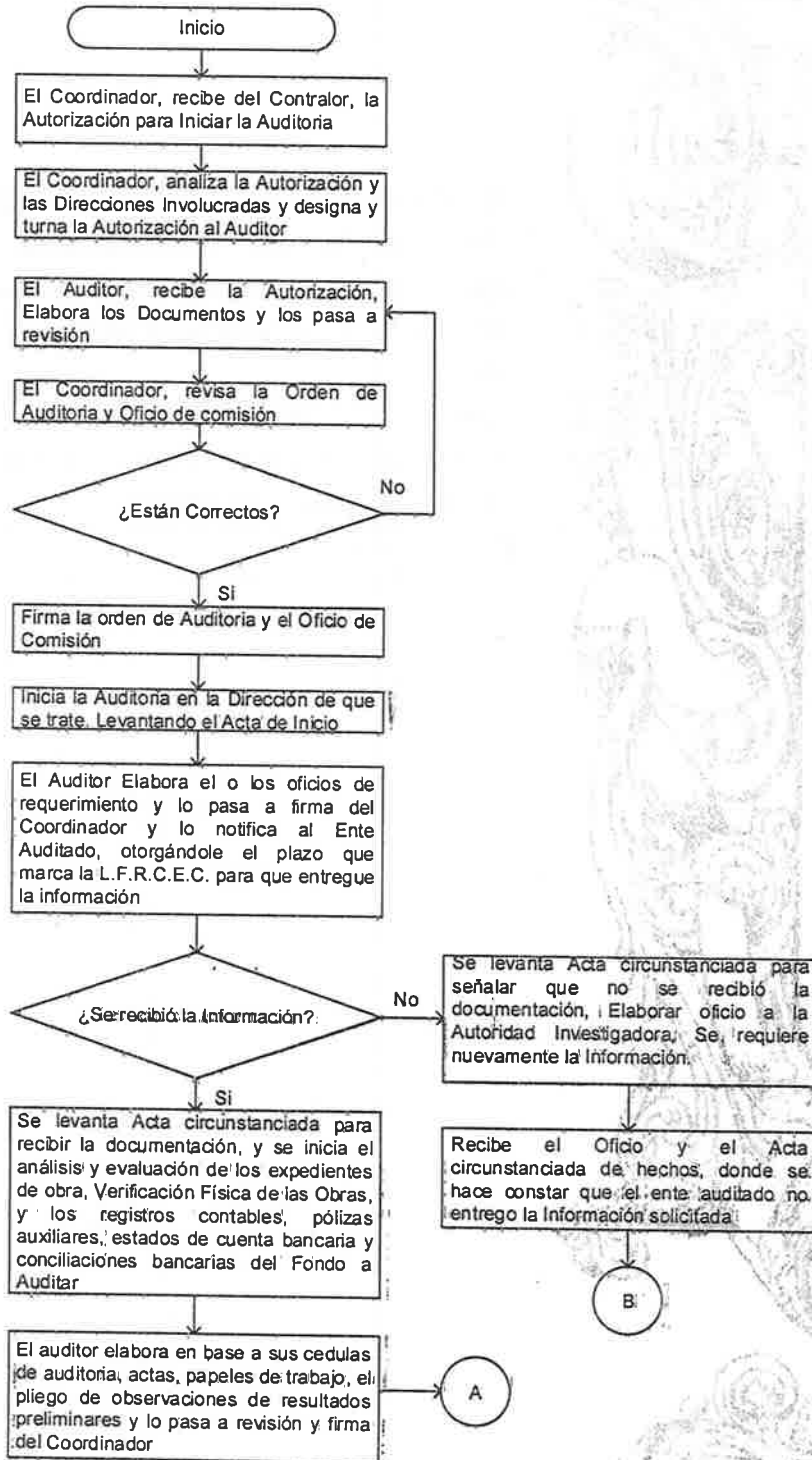 Inicio
El Coordinador, recibe del Contralor, la
Autorización para Iniciar la Auditoria
El Coordinador, analiza la Autorización y
las Direcciones Involucradas y designa y
turna la Autorización al Auditor
El Auditor, recibe la Autorización,
Elabora los Documentos y los pasa a
revisión
El Coordinador, revisa la Orden de
Auditoria y Oficio de comisión
¿Están Correctos?
No
Si
Firma la orden de Auditoria y el Oficio de
Comisión
Inicia la Auditoria en la Dirección de que
se trate. Levantando el Acta de Inicio
El Auditor Elabora el o los oficios de
requerimiento y lo pasa a firma del
Coordinador y lo notifica al Ente
Auditado, otorgándole el plazo que
marca la L.F.R.C.E.C. para que entregue
la información
¿Se recibió la Información?
No
Se levanta Acta circunstanciada para
señalar que no se recibió la
documentación, Elaborar oficio a la
Autoridad Investigadora, Se, requiere
nuevamente la Información.
Si
Se levanta Acta circunstanciada para
recibir la documentación, y se inicia el
análisis y evaluación de los expedientes
de obra, Verificación Física de las Obras,
y los registros contables, pólizas
auxiliares, estados de cuenta bancaria y
conciliaciones bancarias del Fondo a
Auditar
Recibe el Oficio y el Acta
circunstanciada de hechos, donde se
hace constar que el ente auditado no
entrego la Información solicitada
B
El auditor elabora en base a sus cedulas
de auditoria, actas, papeles de trabajo, el
pliego de observaciones de resultados
preliminares y lo pasa a revisión y firma
del Coordinador
A